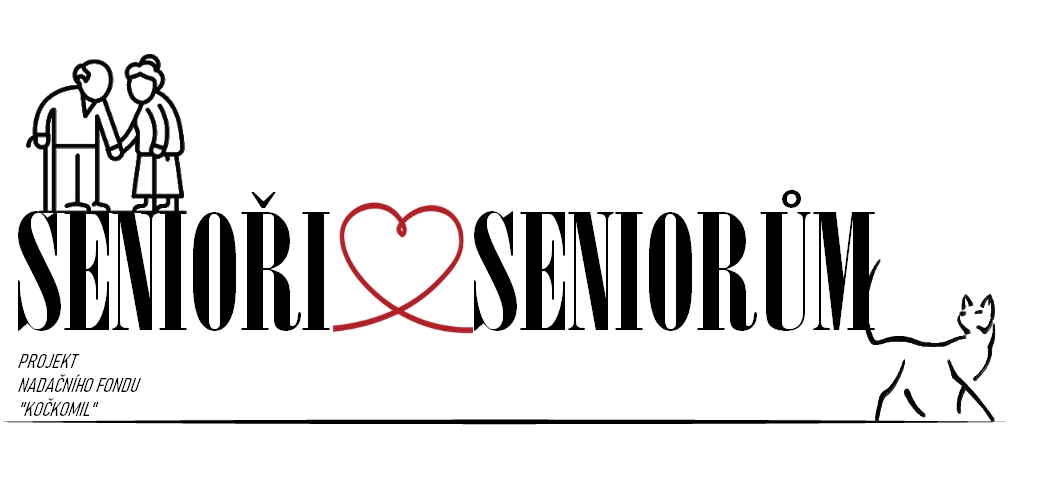 SENIOŘI SENIORŮM
PROJEKT
NADAČNÍHO FONDU
"KOČKOMIL"